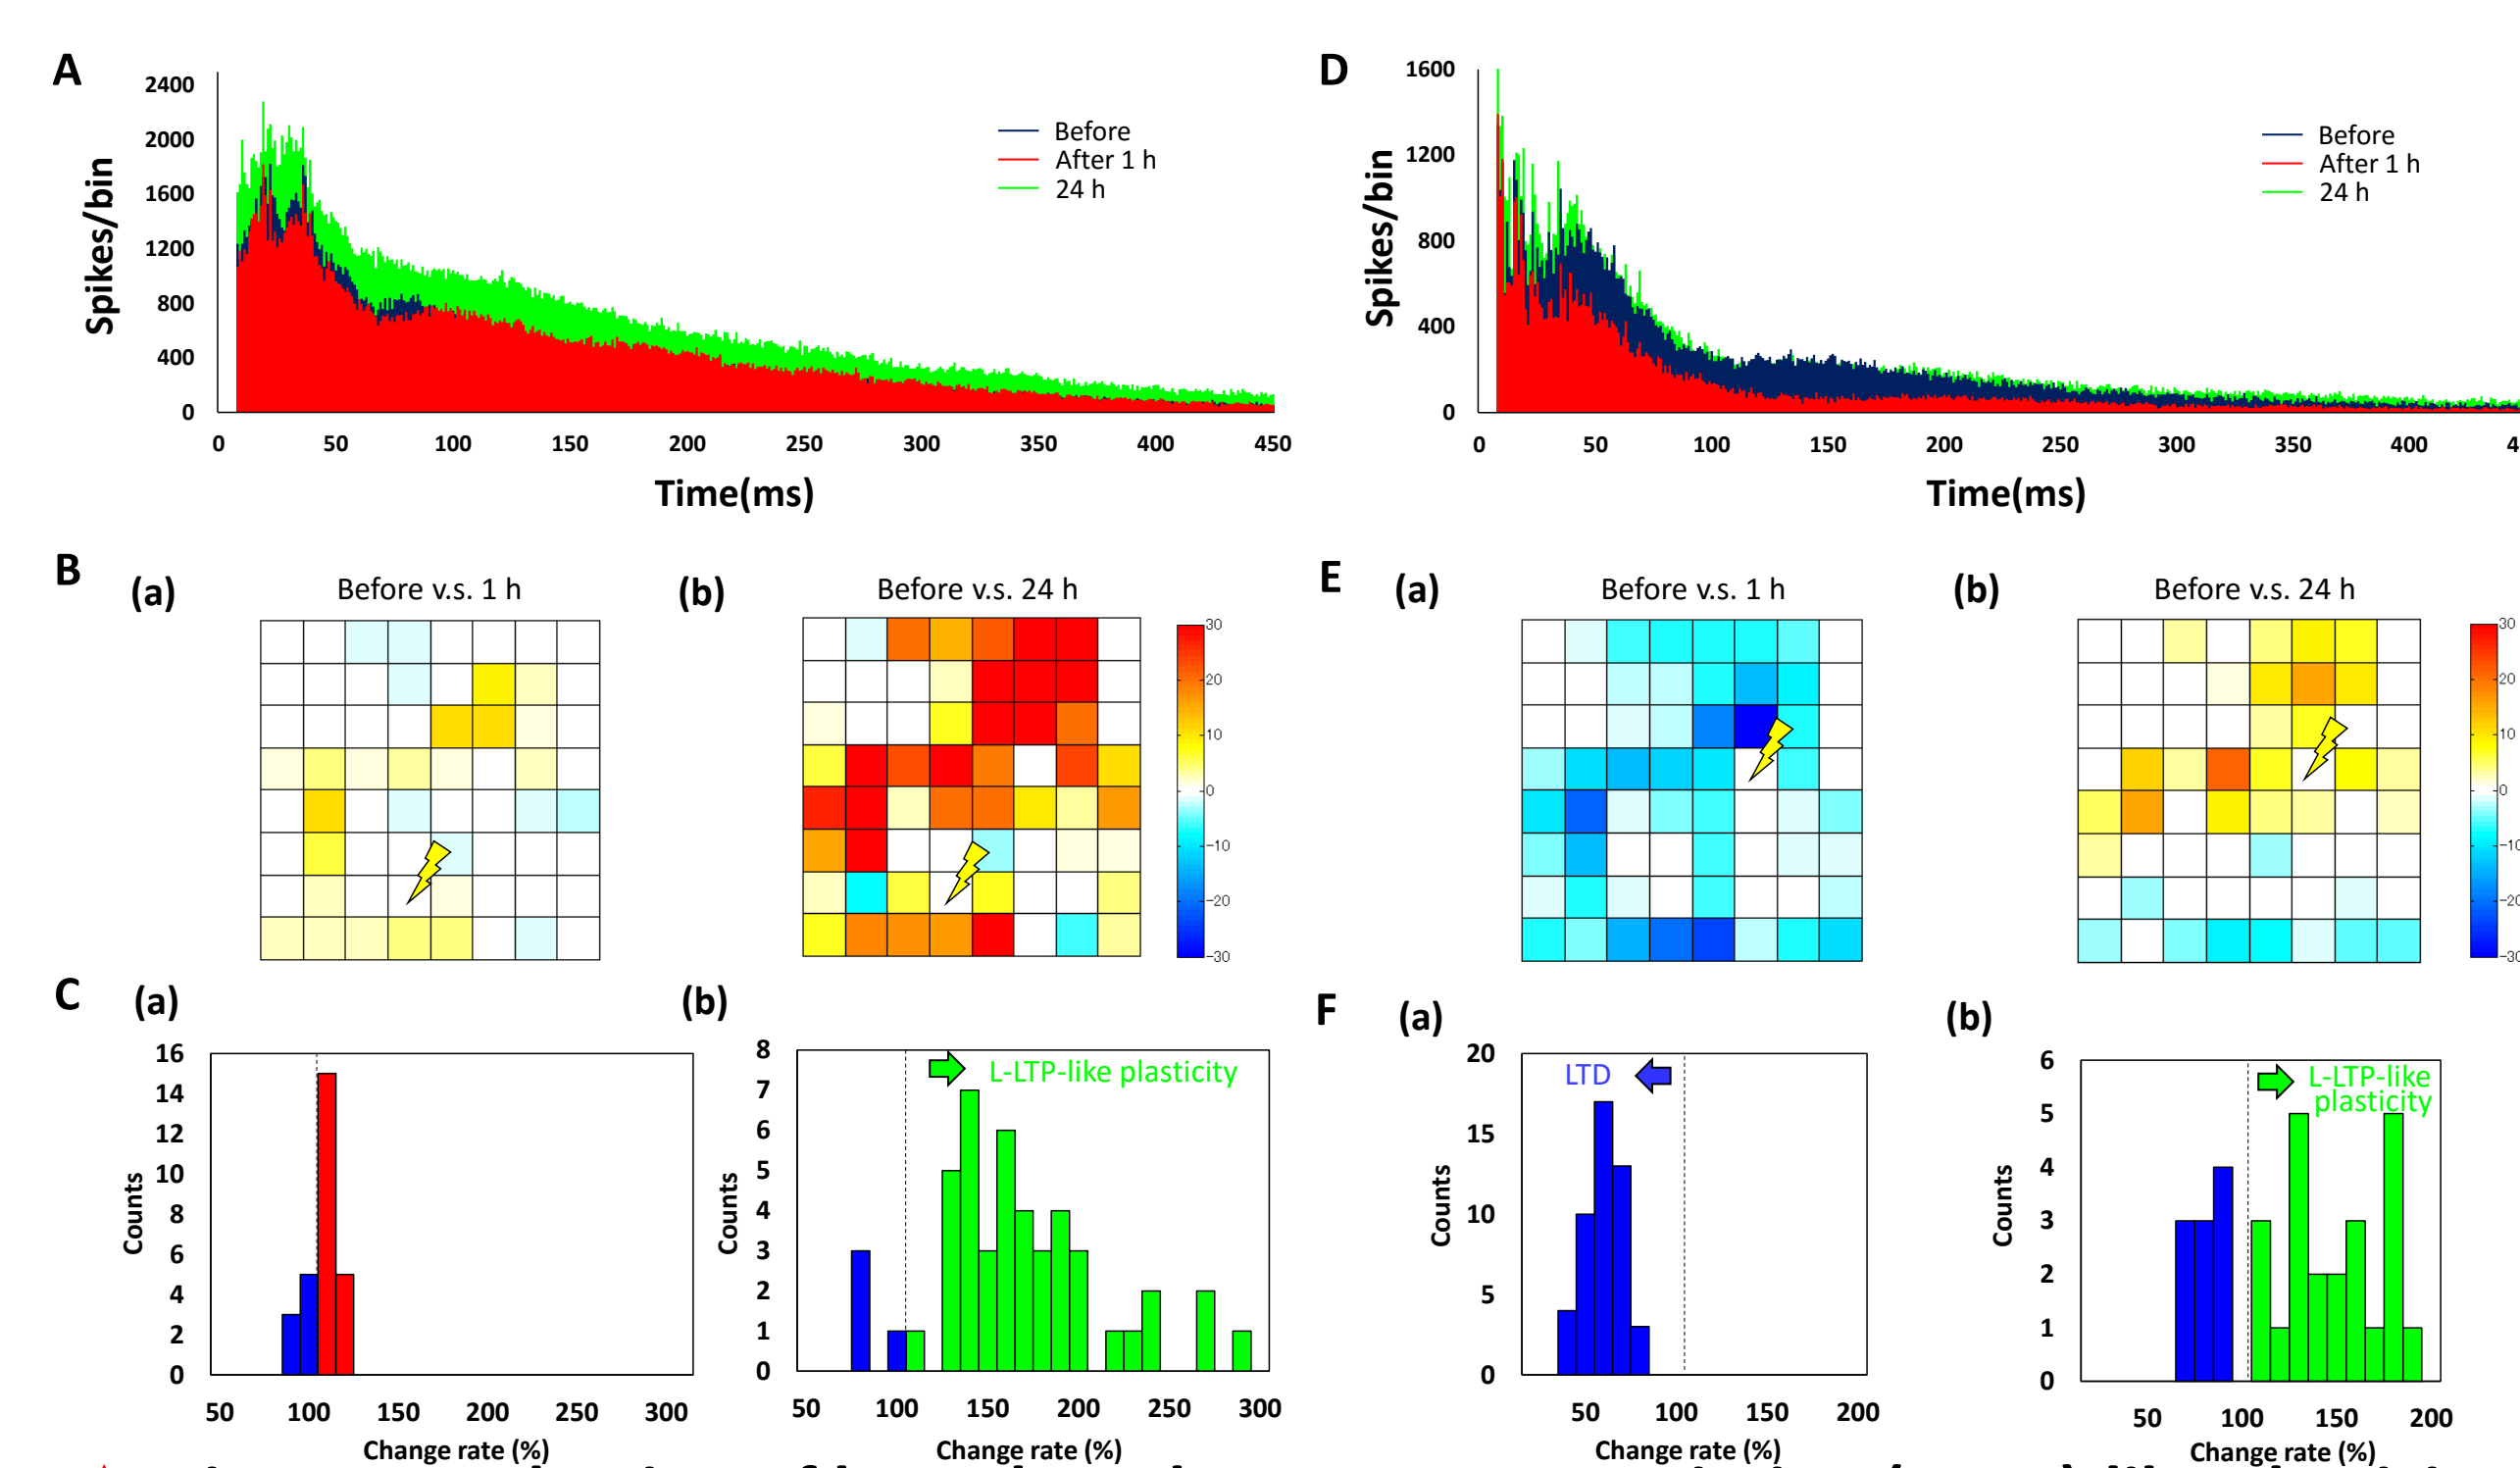 A
2400
2000
1600
1200
800
400
0
Spikes/bin
Before
After 1 h
24 h
0 50 100 150 200 250 300 350 400 450
Time(ms)
D
1600
1200
800
400
0
Spikes/bin
Before
After 1 h
24 h
0 50 100 150 200 250 300 350 400
Time(ms)
B
(a)
Before v.s. 1 h
(b)
Before v.s. 24 h
30
20
10
0
-10
-20
-30
E
(a)
Before v.s. 1 h
(b)
Before v.s. 24 h
30
20
10
0
-10
-20
-30
C
(a)
16
14
12
10
8
6
4
2
0
Counts
50 100 150 200 250 300
Change rate (%)
(b)
8
7
6
5
4
3
2
1
0
Counts
L-LTP-like plasticity
50 100 150 200 250 300
Change rate (%)
F
(a)
20
15
10
5
0
Counts
LTD
50 100 150 200
Change rate (%)
(b)
6
5
4
3
2
1
0
Counts
L-LTP-like
plasticity
50 100 150 200
Change rate (%)